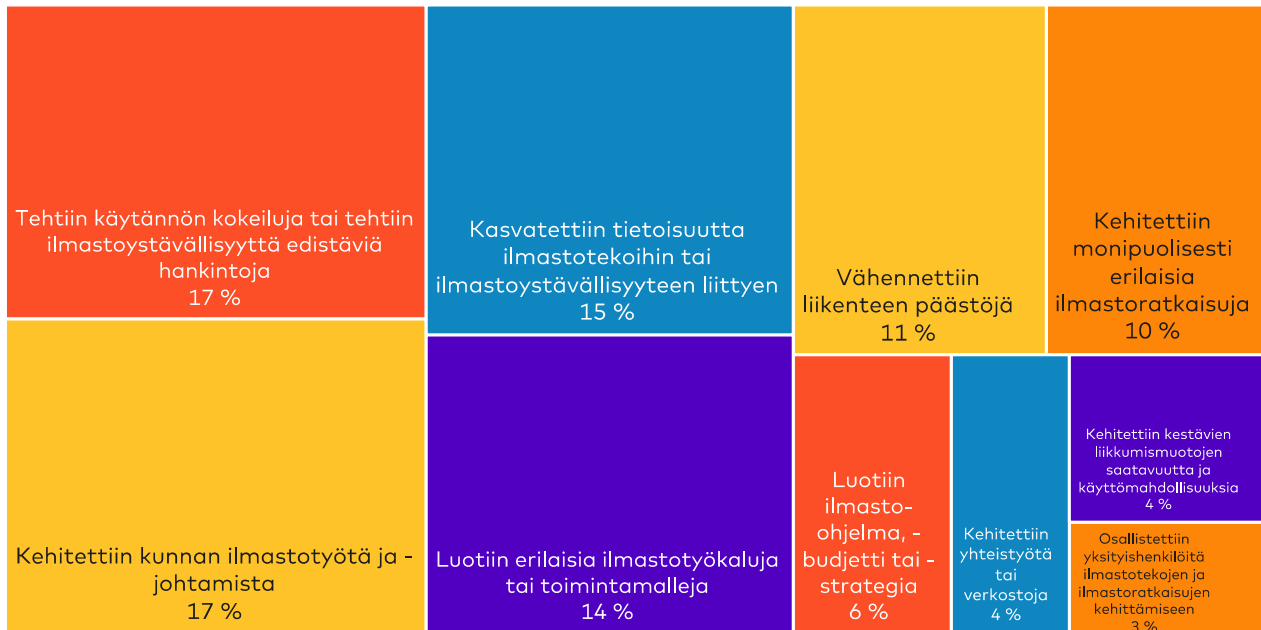 Tehtiin käytännön kokeiluja tai tehtiin
ilmastoystävällisyyttä edistäviä
hankintoja
17 %
Kehitettiin kunnan ilmastotyötä ja -
johtamista
17 %
Kasvatettiin tietoisuutta
ilmastotekoihin tai
ilmastoystävällisyyteen liittyen
15 %
Luotiin erilaisia ilmastotyökaluja
tai toimintamalleja
14 %
Vähennettiin
liikenteen päästöjä
11 %
Kehitettiin
monipuolisesti
erilaisia
ilmastoratkaisuja
10 %
Luotiin
ilmasto-
ohjelma, -
budjetti tai -
strategia
6 %
Kehitettiin
yhteistyötä
tai
verkostoja
4 %
Kehitettiin kestävien
liikkumismuotojen
saatavuutta ja
käyttömahdollisuuksia
4 %
Osallistettiin
yksityishenkilöitä
ilmastotekojen ja
ilmastoratkaisujen
kehittämiseen
3 %